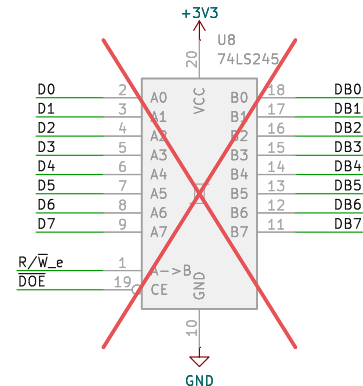 +3V3
U8
74LS245
20
VCC
D0 2 A0 B0 18 DB0
D1 3 A1 B1 17 DB1
D2 4 A2 B2 16 DB2
D3 5 A3 B3 15 DB3
D4 6 A4 B4 14 DB4
D5 7 A5 B5 13 DB5
D6 8 A6 B6 12 DB6
D7 9 A7 B7 11 DB7
R/W̅_e 1 A->B
D̅O̅E̅ 19 CE
GND
10
GND